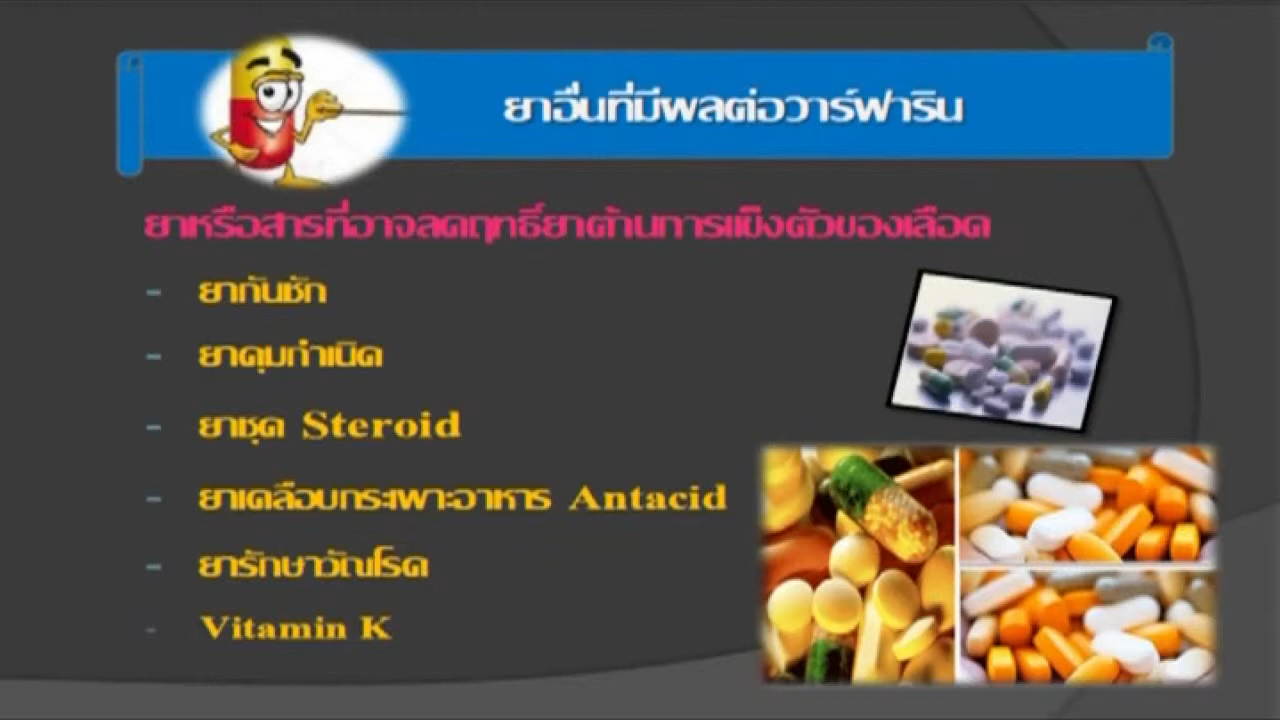 ยาอื่นที่มีผลต่อวาร์ฟาริน
ยาหรือสารที่อาจลดฤทธิ์ยาต้านการแข็งตัวของเลือด
- ยากันชัก
- ยาคุมกำเนิด
- ยาชุด Steroid
- ยาเคลือบกระเพาะอาหาร Antacid
- ยารักษาวัณโรค
- Vitamin K